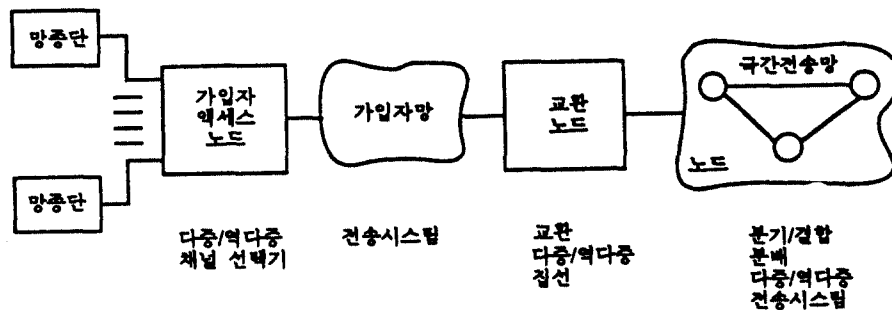 망종단
가입자
액세스
노드
망종단
가입자망
교환
노드
국간전송망
노드
다중/역다중
채널 선택기
전송시스템
교환
다중/역다중
집선
분기/결합
분배
다중/역다중
전송시스템